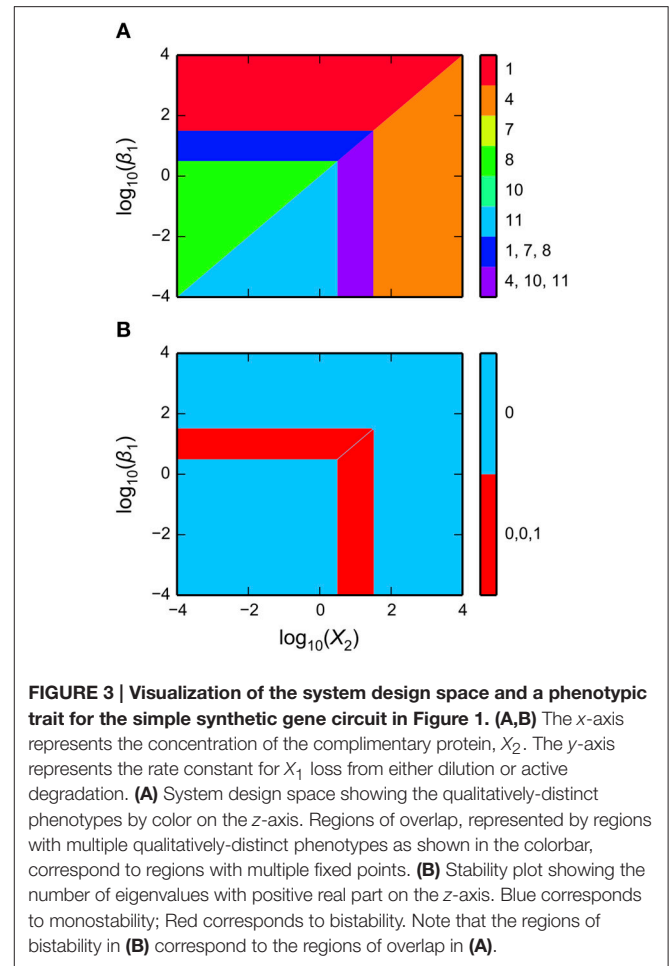 A
4
2
0
−2
−4
log10(β1)
1
4
7
8
10
11
1, 7, 8
4, 10, 11
B
4
2
0
−2
−4
log10(β1)
0
0,0,1
−4 −2 0 2 4
log10(X2)
FIGURE 3 | Visualization of the system design space and a phenotypic
trait for the simple synthetic gene circuit in Figure 1. (A,B) The x-axis
represents the concentration of the complimentary protein, X2. The y-axis
represents the rate constant for X1 loss from either dilution or active
degradation. (A) System design space showing the qualitatively-distinct
phenotypes by color on the z-axis. Regions of overlap, represented by regions
with multiple qualitatively-distinct phenotypes as shown in the colorbar,
correspond to regions with multiple fixed points. (B) Stability plot showing the
number of eigenvalues with positive real part on the z-axis. Blue corresponds
to monostability; Red corresponds to bistability. Note that the regions of
bistability in (B) correspond to the regions of overlap in (A).